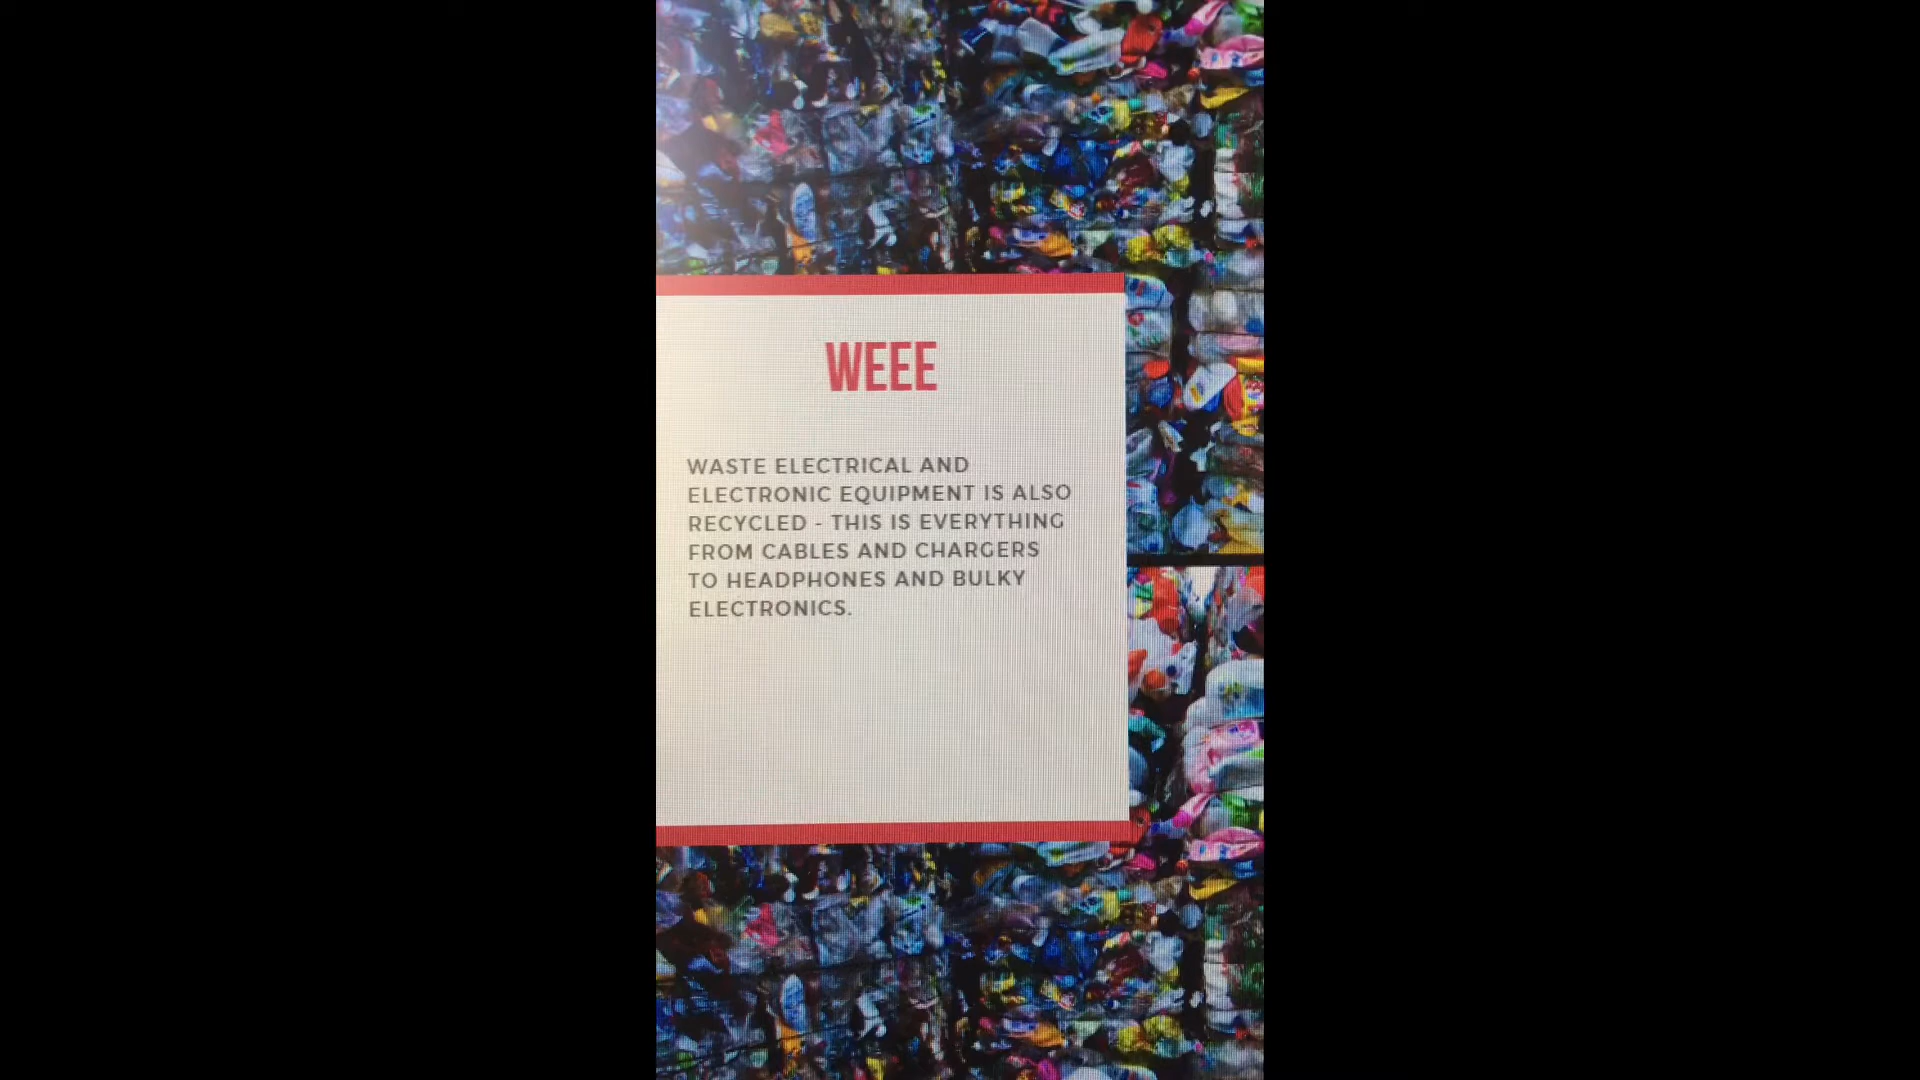 WEEE
WASTE ELECTRICAL AND
ELECTRONIC EQUIPMENT IS ALSO
RECYCLED - THIS IS EVERYTHING
FROM CABLES AND CHARGERS
TO HEADPHONES AND BULKY
ELECTRONICS.